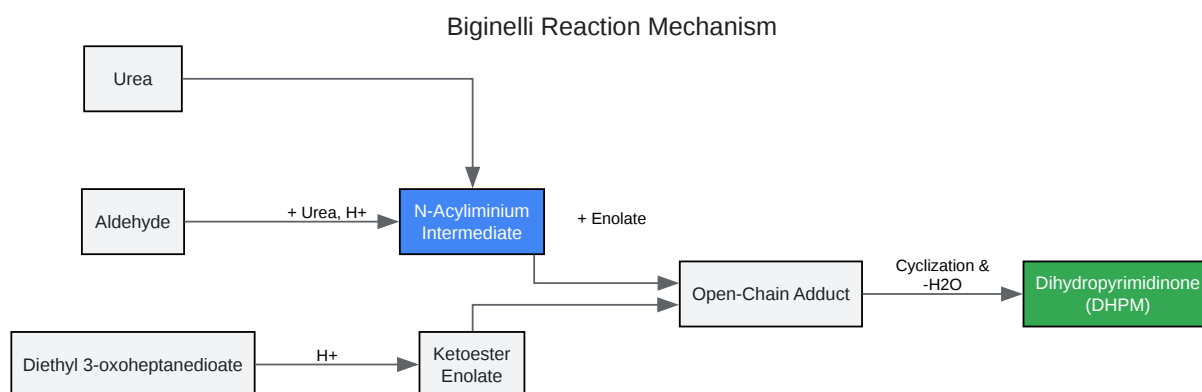 Biginelli Reaction Mechanism
Urea
Aldehyde
+ Urea, H+
N-Acyliminium
Intermediate
+ Enolate
Open-Chain Adduct
Cyclization &
-H2O
Dihydropyrimidinone
(DHPM)
Diethyl 3-oxoheptanedioate
H+
Ketoester
Enolate